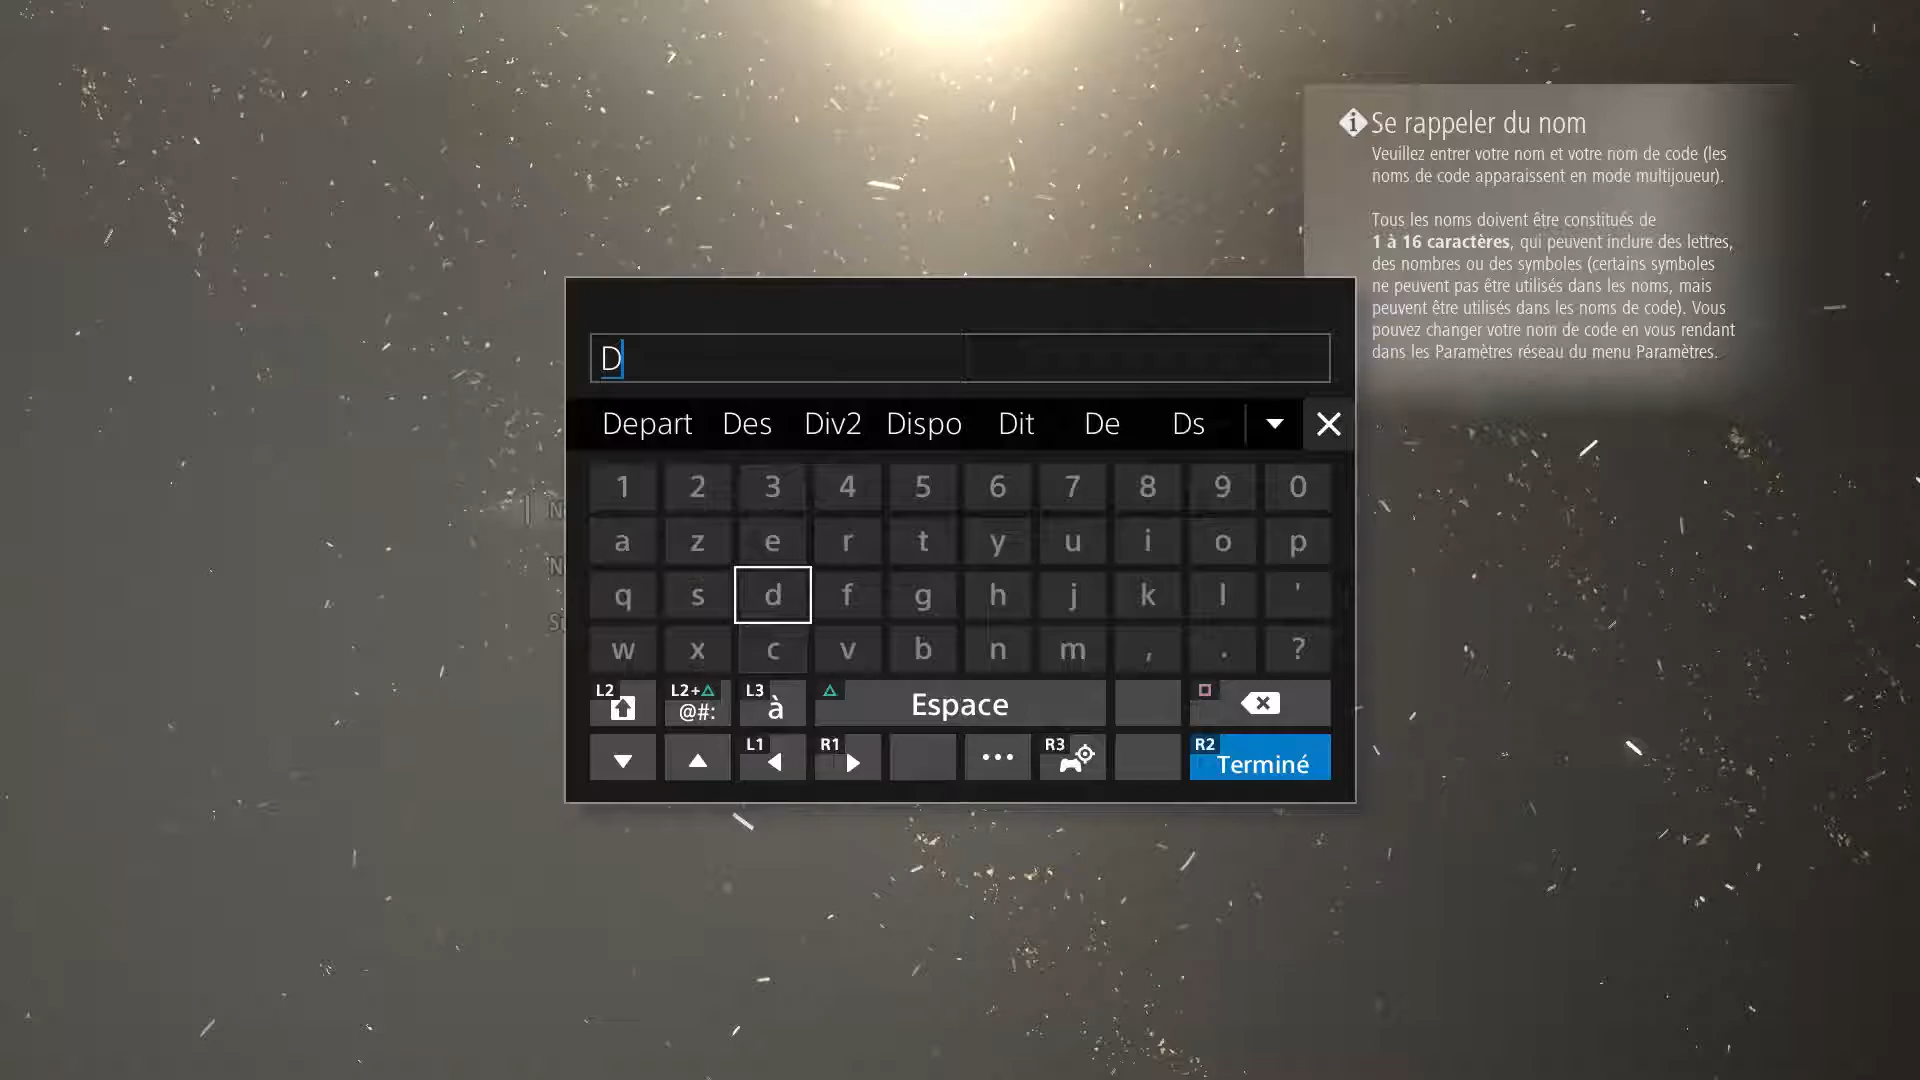 Se rappeler du nom
Veuillez entrer votre nom et votre nom de code (les
noms de code apparaissent en mode multijoueur).
Tous les noms doivent être constitués de
1 à 16 caractères, qui peuvent inclure des lettres,
des nombres ou des symboles (certains symboles
ne peuvent pas être utilisés dans les noms, mais
peuvent être utilisés dans les noms de code). Vous
pouvez changer votre nom de code en vous rendant
dans les Paramètres réseau du menu Paramètres.
D
Depart Des Div2 Dispo Dit De Ds
1 2 3 4 5 6 7 8 9 0
a z e r t y u i o p
q s d f g h j k l '
w x c v b n m , . ?
L2 L2+△ @#: L3 à △ Espace □
L1 R1 ... R3 R2 Terminé